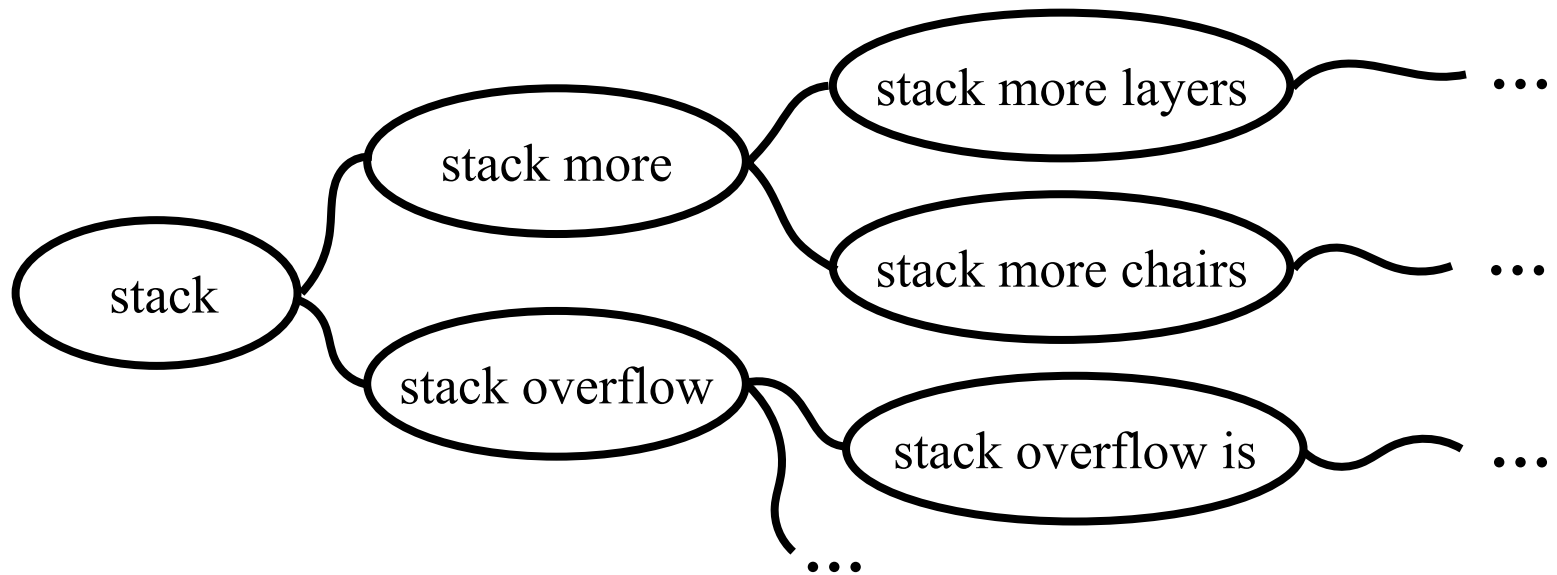 stack more layers
...
stack more
stack more chairs
...
stack
stack overflow
stack overflow is
...
...